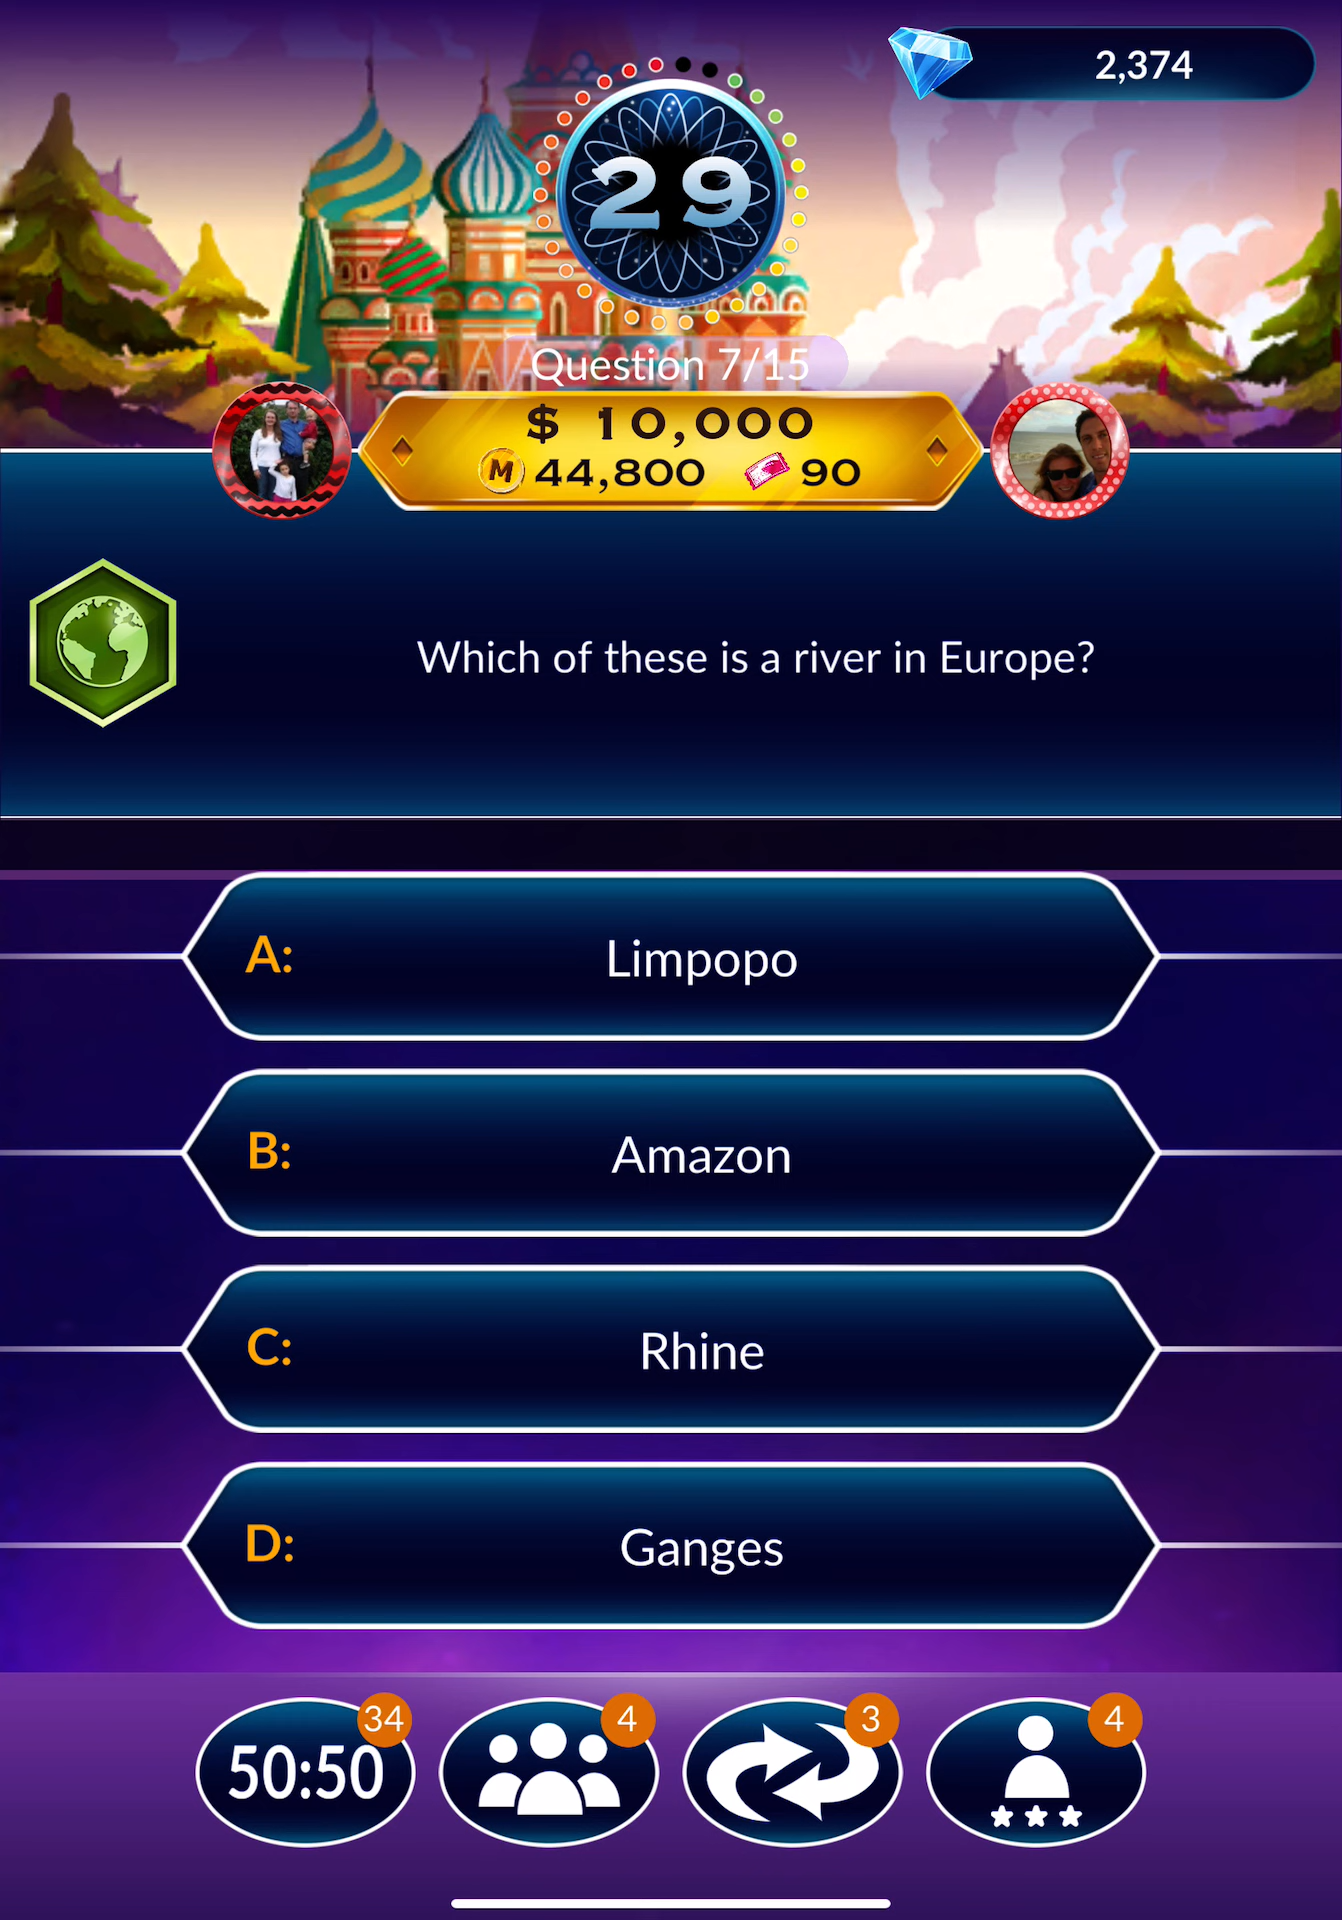 2,374
29
Question 7/15
$ 10,000
M 44,800 90
Which of these is a river in Europe?
A: Limpopo
B: Amazon
C: Rhine
D: Ganges
34 4 3 4
50:50